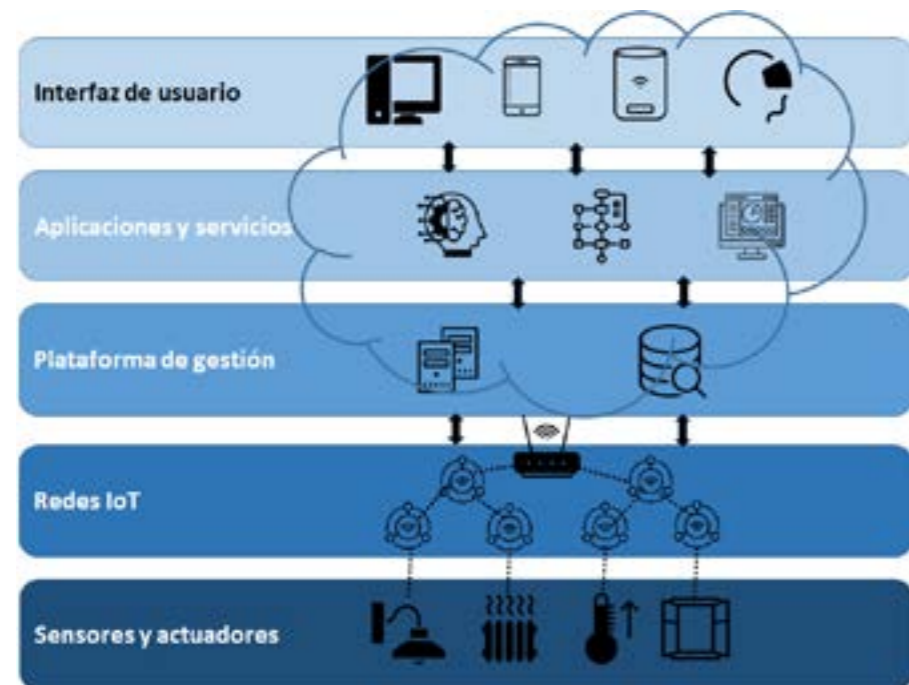 Interfaz de usuario
Aplicaciones y servicios
Plataforma de gestión
Redes IoT
Sensores y actuadores